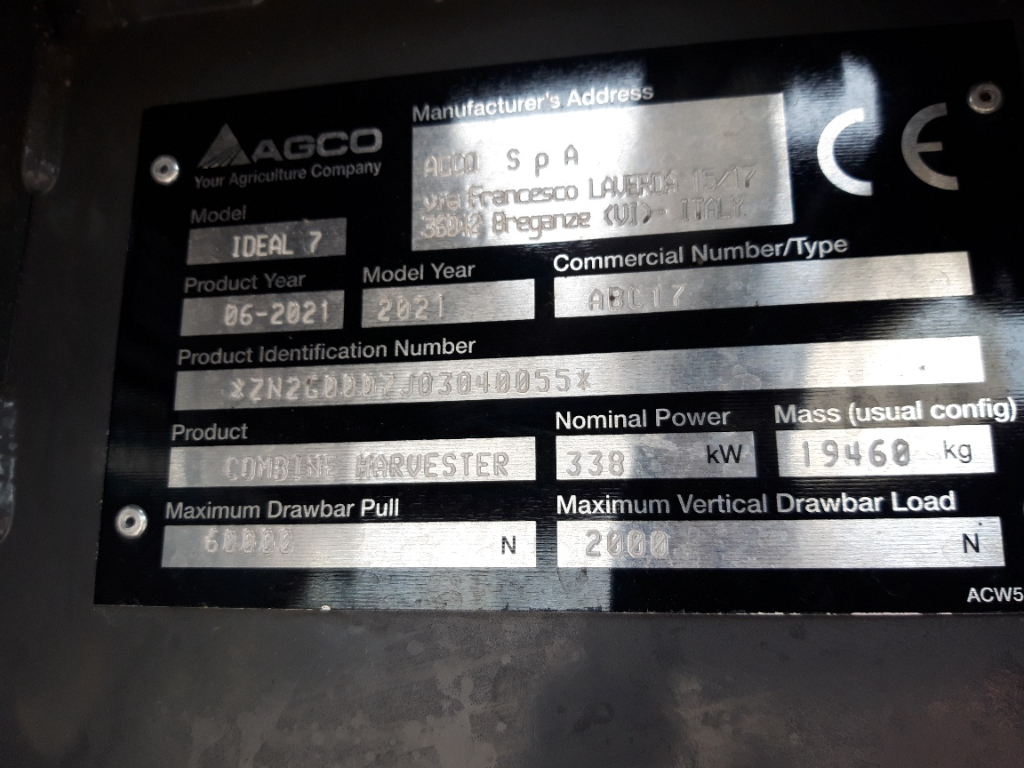 AGCO
Your Agriculture Company
Manufacturer's Address
AGCO SpA
via Francesco LAVERDA 15/17
36042 Breganze (VI)- ITALY
CE
Model
IDEAL 7
Product Year
06-2021
Model Year
2021
Commercial Number/Type
ABC17
Product Identification Number
Product
COMBINE HARVESTER
Nominal Power
338 kW
Mass (usual config)
19460 kg
Maximum Drawbar Pull
60000 N
Maximum Vertical Drawbar Load
2000 N
ACW5